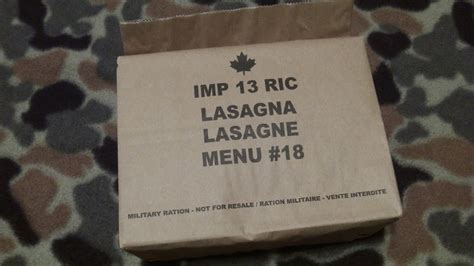 IMP 13 RIC
LASAGNA
LASAGNE
MENU #18
MILITARY RATION - NOT FOR RESALE / RATION MILITAIRE - VENTE INTERDITE